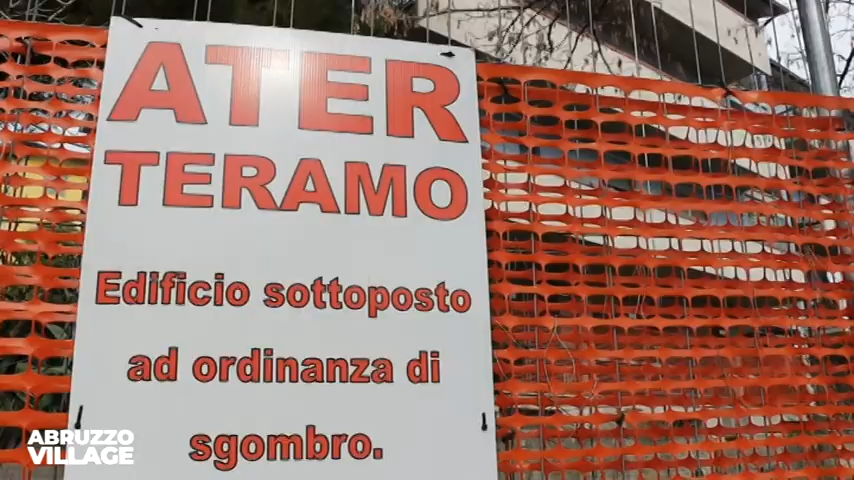 ATER
TERAMO
Edificio sottoposto
ad ordinanza di
sgombro.
ABRUZZO
VILLAGE